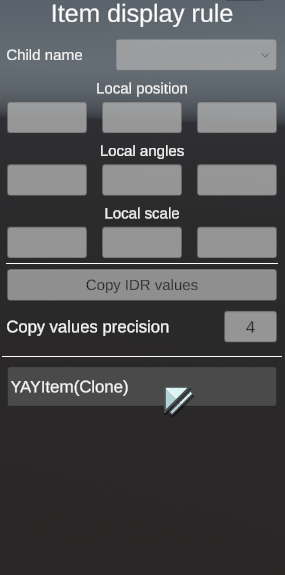 Item display rule
Child name
Local position
Local angles
Local scale
Copy IDR values
Copy values precision 4
YAYItem(Clone)